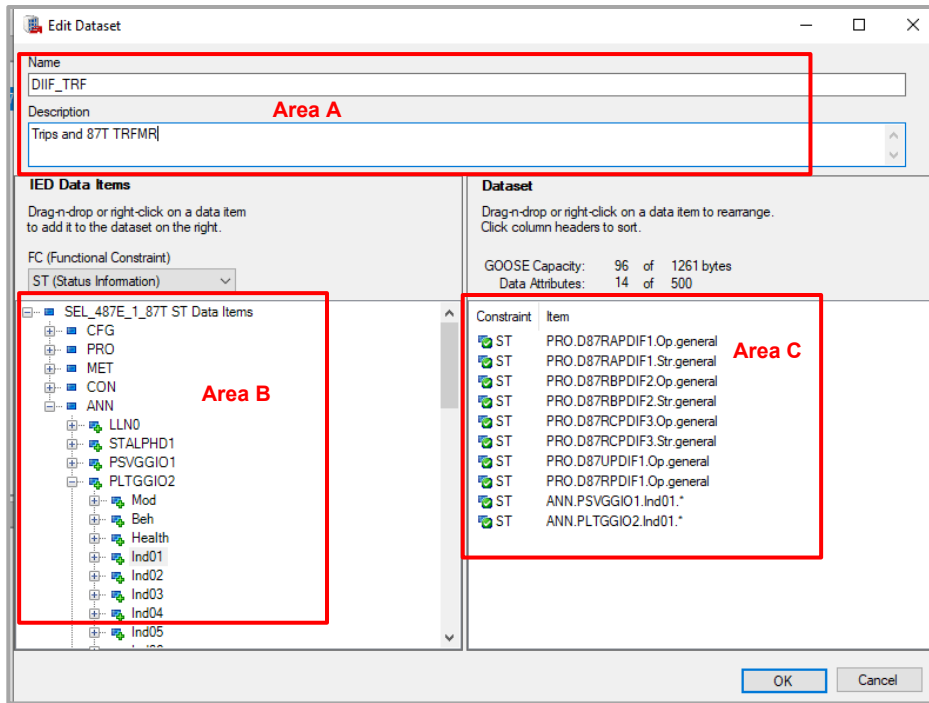 Edit Dataset
Name
DIIF_TRF
Area A
Description
Trips and 87T TRFMR
IED Data Items
Drag-n-drop or right-click on a data item
to add it to the dataset on the right.
FC (Functional Constraint)
ST (Status Information)
SEL_487E_1_87T ST Data Items
CFG
PRO
MET
CON
ANN
Area B
LLN0
STALPHD1
PSVGGIO1
PLTGGIO2
Mod
Beh
Health
Ind01
Ind02
Ind03
Ind04
Ind05
Dataset
Drag-n-drop or right-click on a data item to rearrange.
Click column headers to sort.
GOOSE Capacity: 96 of 1261 bytes
Data Attributes: 14 of 500
Constraint Item
ST PRO.D87RAPDIF1.Op.general
ST PRO.D87RAPDIF1.Str.general
Area C
ST PRO.D87RBPDIF2.Op.general
ST PRO.D87RBPDIF2.Str.general
ST PRO.D87RCPDIF3.Op.general
ST PRO.D87RCPDIF3.Str.general
ST PRO.D87UPDIF1.Op.general
ST PRO.D87RPDIF1.Op.general
ST ANN.PSVGGIO1.Ind01.*
ST ANN.PLTGGIO2.Ind01.*
OK
Cancel